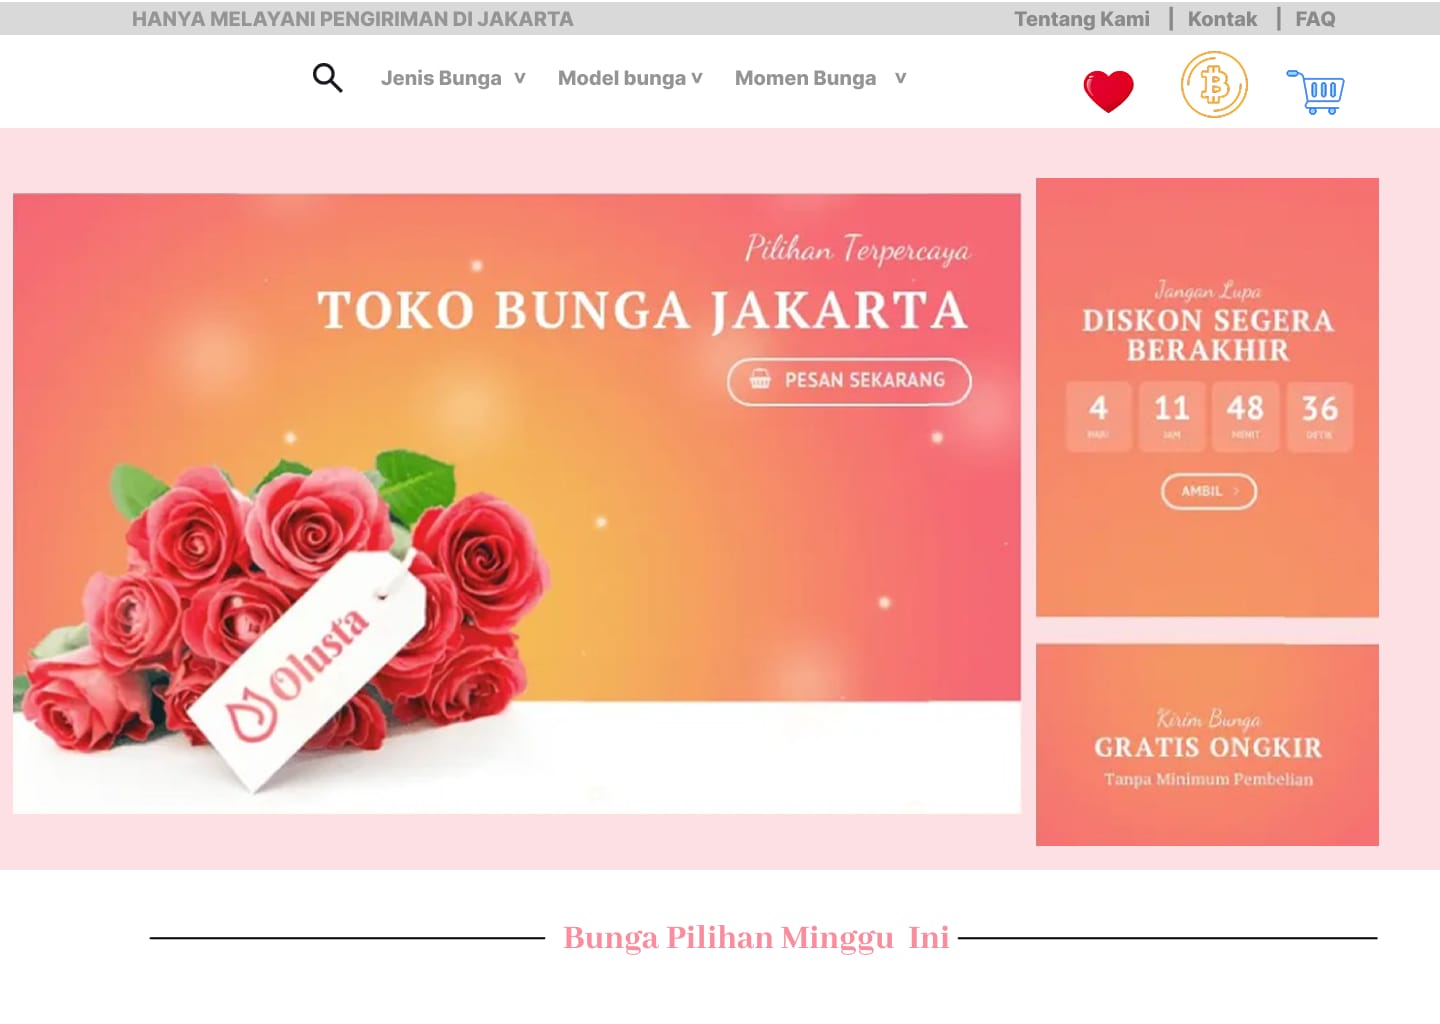 HANYA MELAYANI PENGIRIMAN DI JAKARTA
Tentang Kami | Kontak | FAQ
Jenis Bunga v Model bunga v Momen Bunga v
Pilihan Terpercaya
TOKO BUNGA JAKARTA
PESAN SEKARANG
Olusta
Jangan Lupa
DISKON SEGERA
BERAKHIR
4 11 48 36
HARI JAM MENIT DETIK
AMBIL >
Kirim Bunga
GRATIS ONGKIR
Tanpa Minimum Pembelian
Bunga Pilihan Minggu Ini